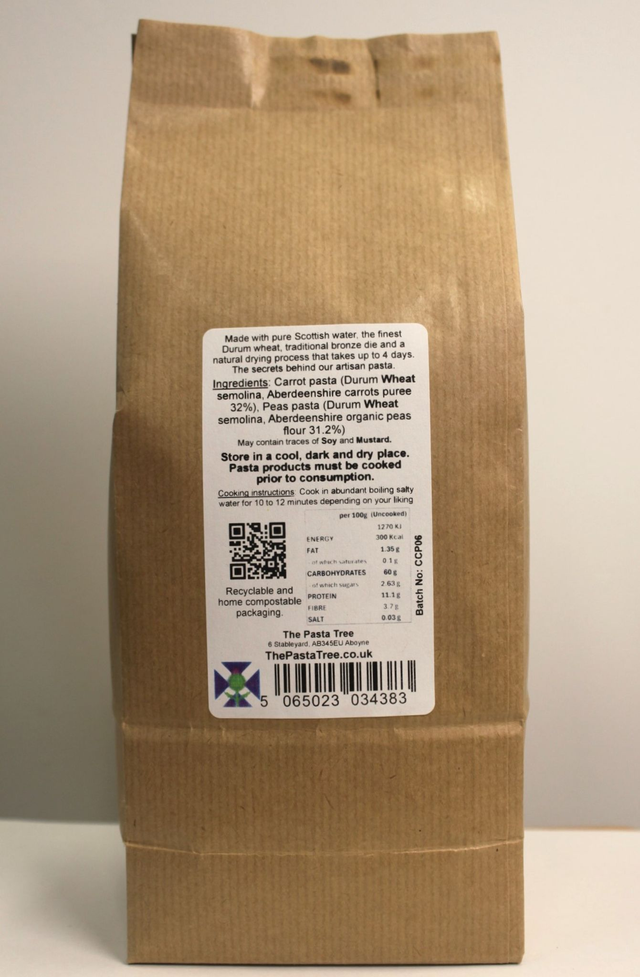 Made with pure Scottish water, the finest
Durum wheat, traditional bronze die and a
natural drying process that takes up to 4 days.
The secrets behind our artisan pasta.
Ingredients: Carrot pasta (Durum Wheat
semolina, Aberdeenshire carrots puree
32%), Peas pasta (Durum Wheat
semolina, Aberdeenshire organic peas
flour 31.2%)
May contain traces of Soy and Mustard.
Store in a cool, dark and dry place.
Pasta products must be cooked
prior to consumption.
Cooking instructions: Cook in abundant boiling salty
water for 10 to 12 minutes depending on your liking
per 100g (Uncooked)
1270 KJ
ENERGY 300 Kcal
FAT 1.35 g
of which saturates 0.1 g
CARBOHYDRATES 60 g
of which sugars 2.63 g
PROTEIN 11.1 g
FIBRE 3.7 g
SALT 0.03 g
Batch No: CCP06
Recyclable and
home compostable
packaging.
The Pasta Tree
6 Stableyard, AB345EU Aboyne
ThePastaTree.co.uk
5 065023 034383